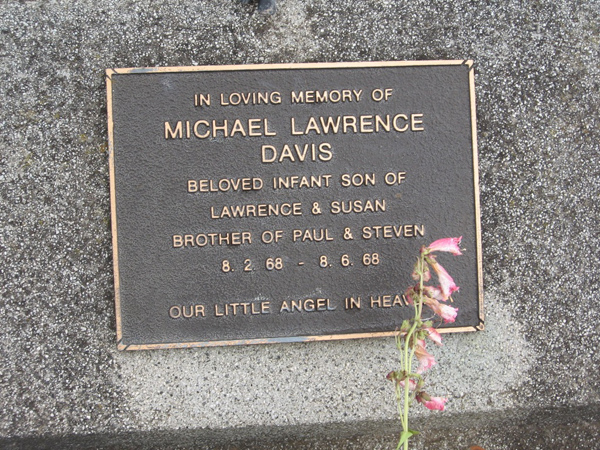 IN LOVING MEMORY OF
MICHAEL LAWRENCE
DAVIS
BELOVED INFANT SON OF
LAWRENCE & SUSAN
BROTHER OF PAUL & STEVEN
8. 2. 68 - 8. 6. 68
OUR LITTLE ANGEL IN